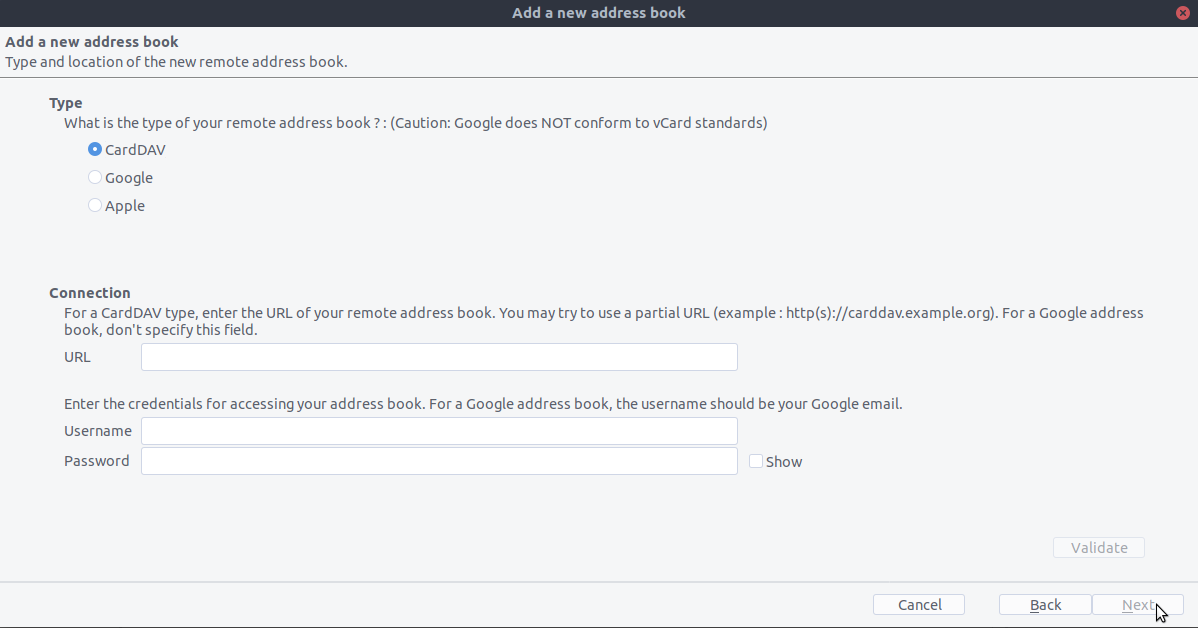 Add a new address book
Add a new address book
Type and location of the new remote address book.
Type
What is the type of your remote address book ? : (Caution: Google does NOT conform to vCard standards)
CardDAV
Google
Apple
Connection
For a CardDAV type, enter the URL of your remote address book. You may try to use a partial URL (example : http(s)://carddav.example.org). For a Google address
book, don't specify this field.
URL
Enter the credentials for accessing your address book. For a Google address book, the username should be your Google email.
Username
Password
Show
Validate
Cancel
Back
Next